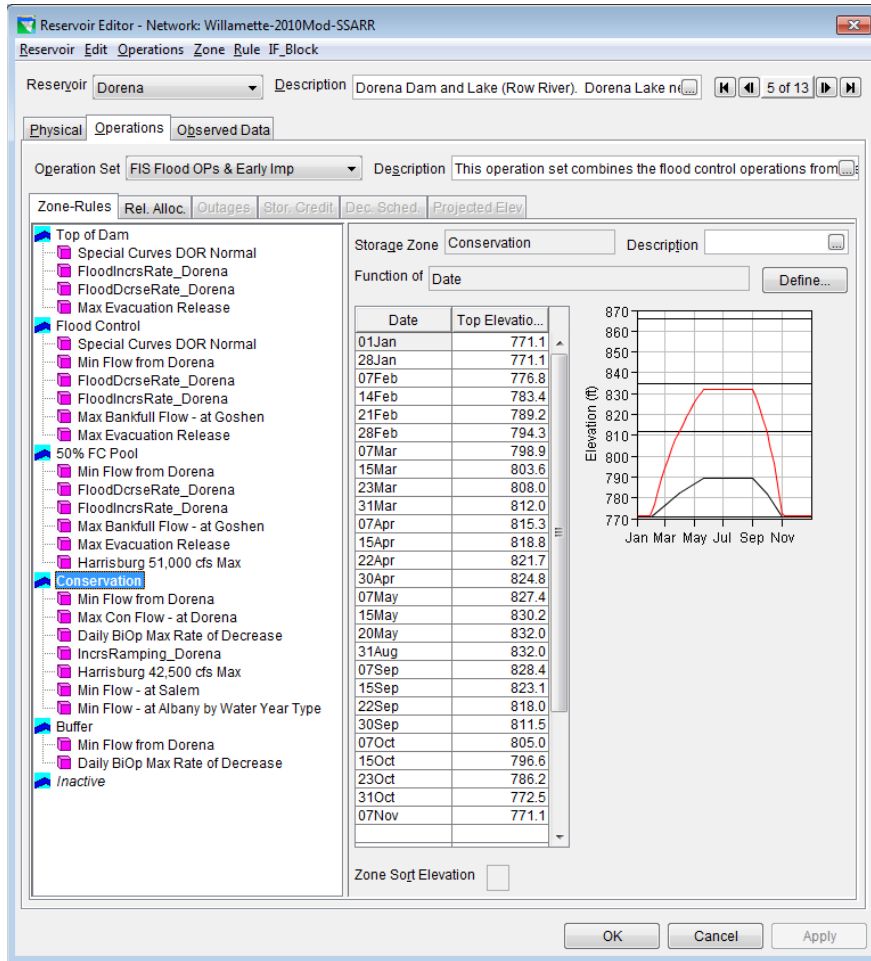 Reservoir Editor - Network: Willamette-2010Mod-SSARR
Reservoir Edit Operations Zone Rule IF_Block
Reservoir Dorena Description Dorena Dam and Lake (Row River). Dorena Lake ne ... 5 of 13
Physical Operations Observed Data
Operation Set FIS Flood OPs & Early Imp Description This operation set combines the flood control operations from ...
Zone-Rules Rel. Alloc. Outages Stor. Credit Dec. Sched. Projected Elev
Top of Dam
Special Curves DOR Normal
FloodIncrsRate_Dorena
FloodDcrseRate_Dorena
Max Evacuation Release
Flood Control
Special Curves DOR Normal
Min Flow from Dorena
FloodDcrseRate_Dorena
FloodIncrsRate_Dorena
Max Bankfull Flow - at Goshen
Max Evacuation Release
50% FC Pool
Min Flow from Dorena
FloodDcrseRate_Dorena
FloodIncrsRate_Dorena
Max Bankfull Flow - at Goshen
Max Evacuation Release
Harrisburg 51,000 cfs Max
Conservation
Min Flow from Dorena
Max Con Flow - at Dorena
Daily BiOp Max Rate of Decrease
IncrsRamping_Dorena
Harrisburg 42,500 cfs Max
Min Flow - at Salem
Min Flow - at Albany by Water Year Type
Buffer
Min Flow from Dorena
Daily BiOp Max Rate of Decrease
Inactive
Storage Zone Conservation Description ...
Function of Date Define...
Date Top Elevatio...
01Jan 771.1
28Jan 771.1
07Feb 776.8
14Feb 783.4
21Feb 789.2
28Feb 794.3
07Mar 798.9
15Mar 803.6
23Mar 808.0
31Mar 812.0
07Apr 815.3
15Apr 818.8
22Apr 821.7
30Apr 824.8
07May 827.4
15May 830.2
20May 832.0
31Aug 832.0
07Sep 828.4
15Sep 823.1
22Sep 818.0
30Sep 811.5
07Oct 805.0
15Oct 796.6
23Oct 786.2
31Oct 772.5
07Nov 771.1
870
860
850
840
830
820
810
800
790
780
770
Elevation (ft)
Jan Mar May Jul Sep Nov
Zone Sort Elevation
OK Cancel Apply